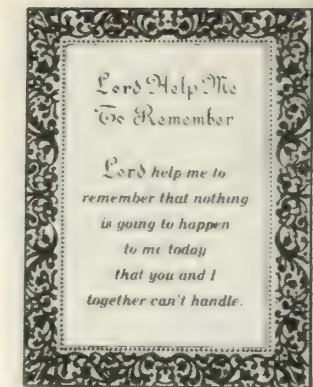 Lord Help Me
To Remember
Lord help me to
remember that nothing
is going to happen
to me today
that you and I
together can't handle.